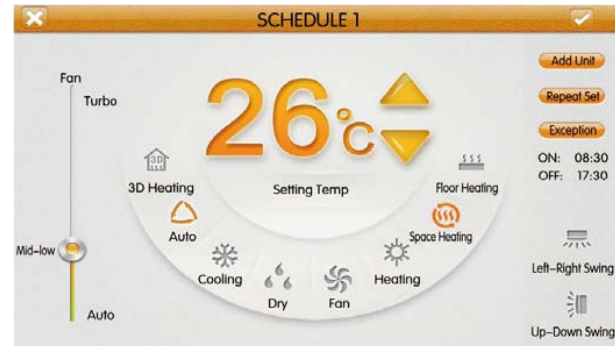 SCHEDULE 1
Fan
Turbo
Mid-low
Auto
26°C
Setting Temp
3D
3D Heating
Auto
Cooling
Dry
Fan
Heating
Space Heating
Floor Heating
Add Unit
Repeat Set
Exception
ON: 08:30
OFF: 17:30
Left-Right Swing
Up-Down Swing